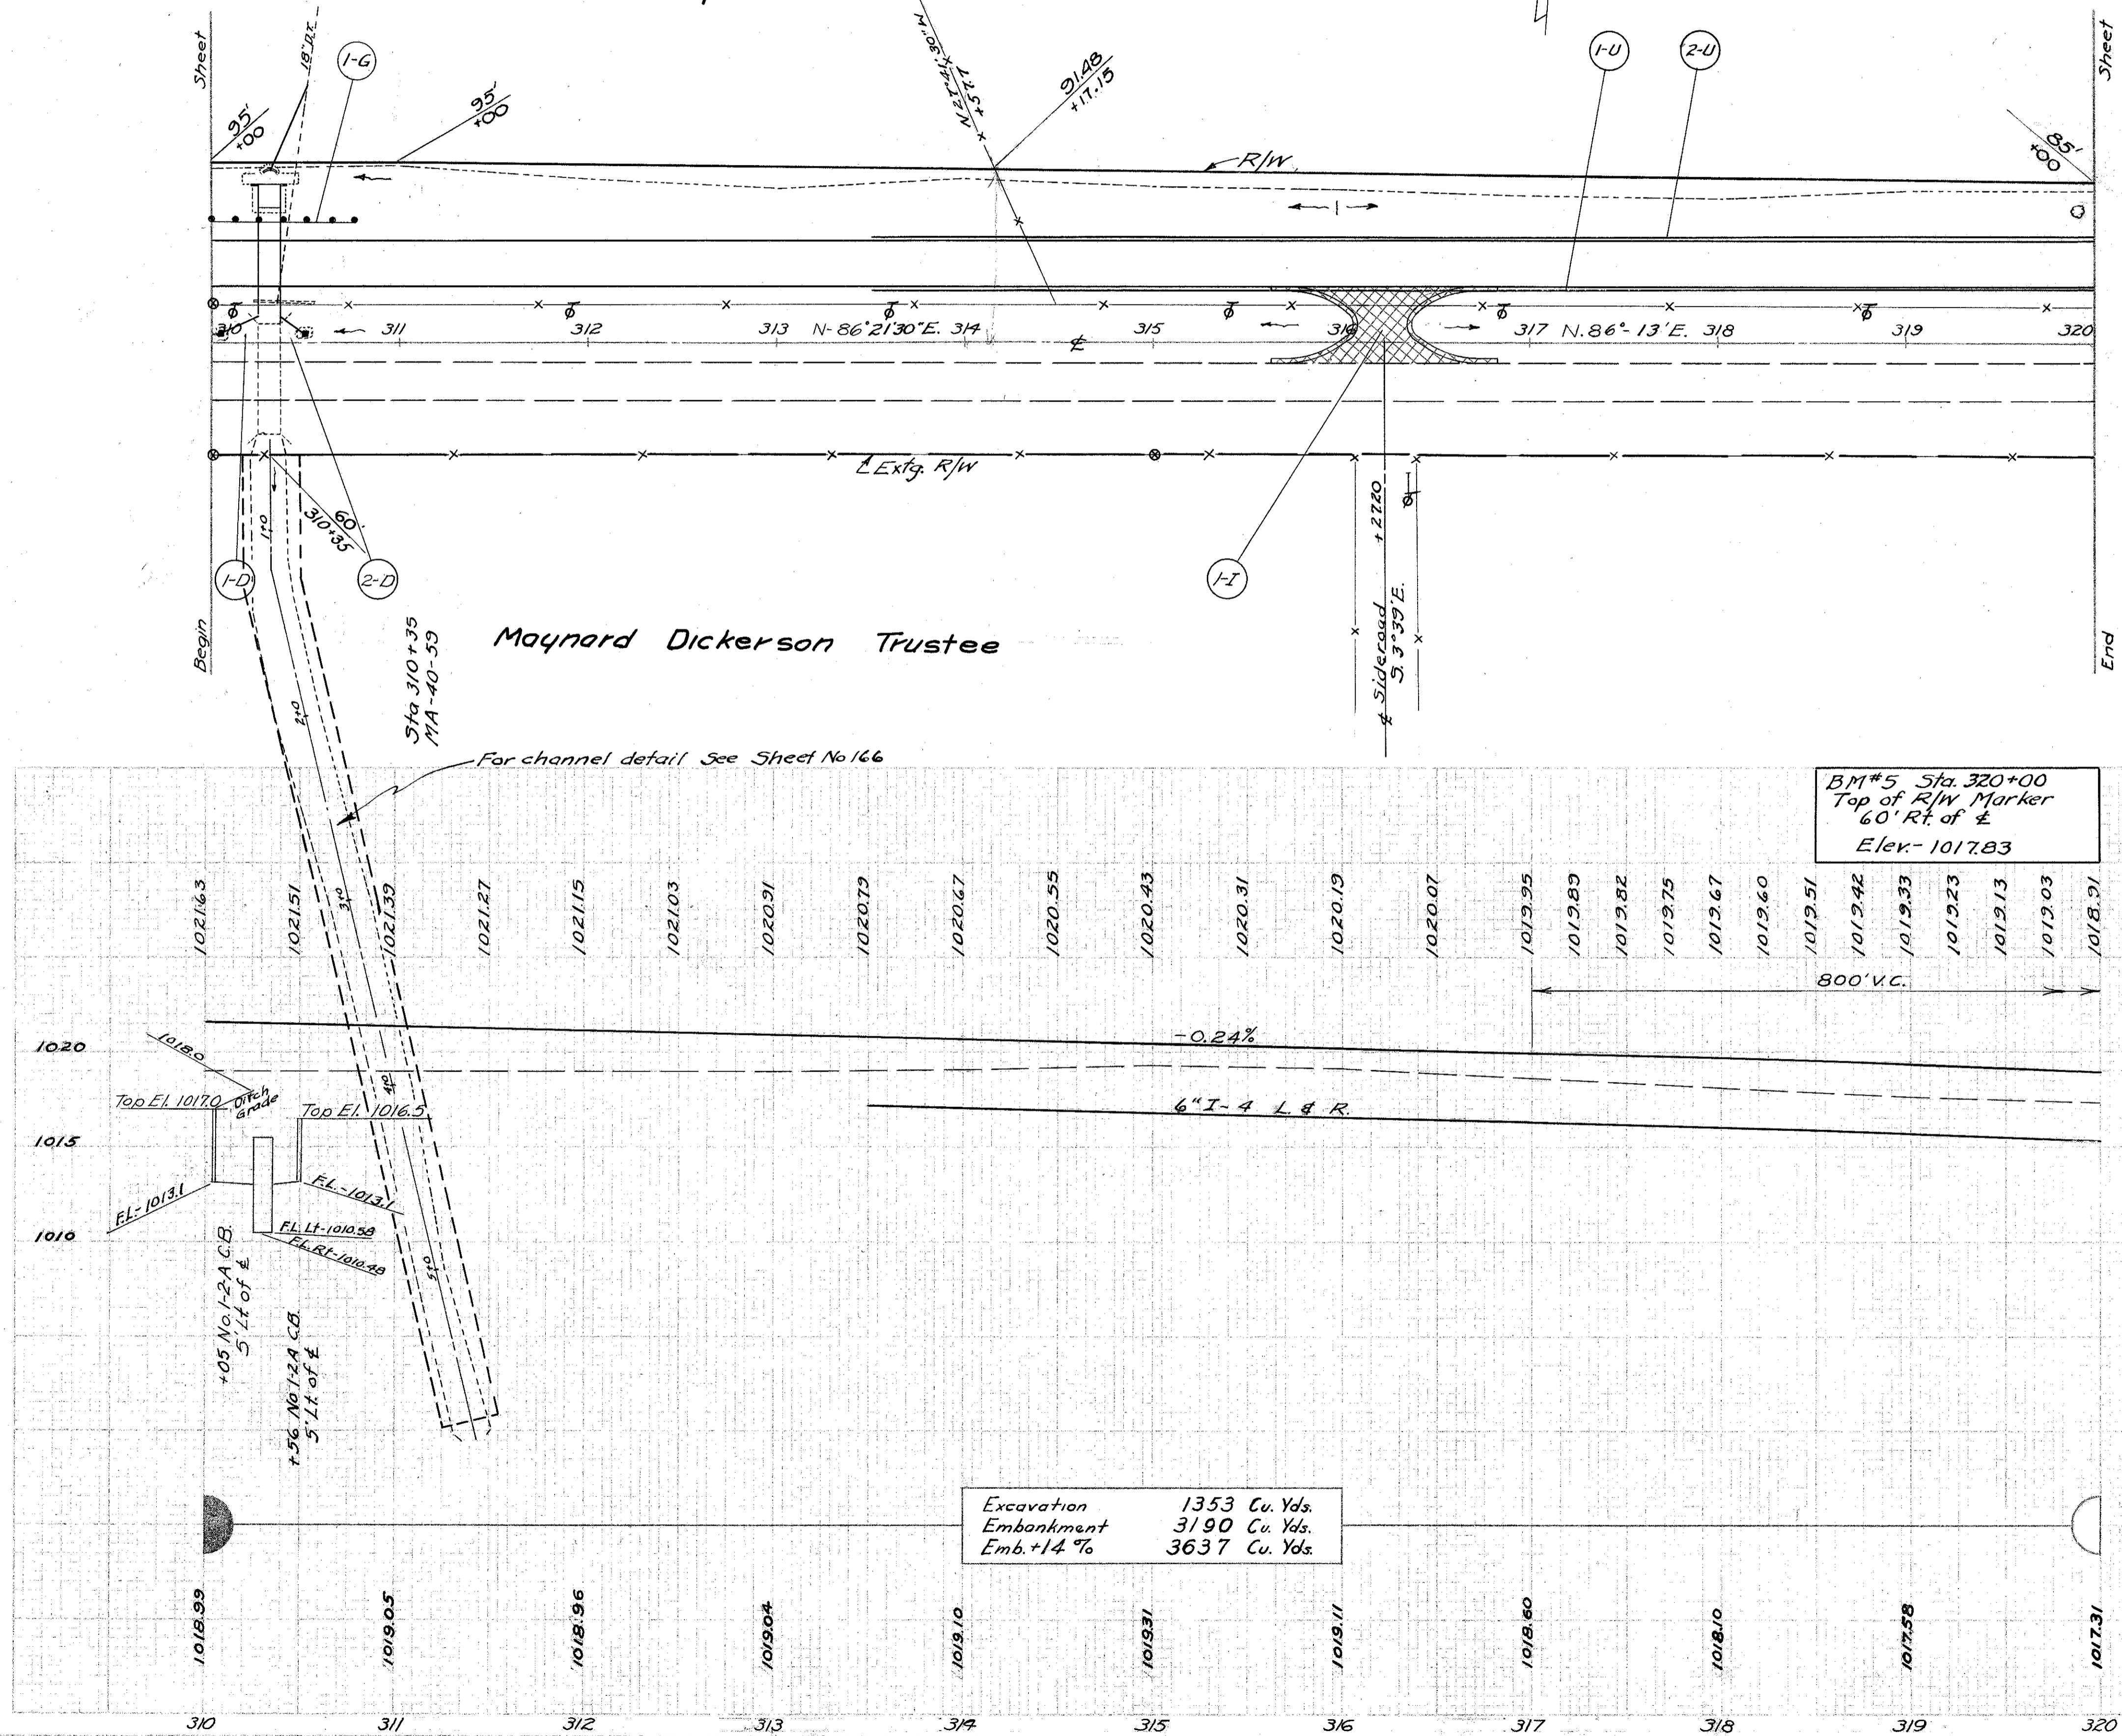 Sheet
18" D.T.
1-G
N27°41'30"W
+57.7
91.48
+17.15
1-U
2-U
Sheet
95'
+00
95'
+00
R/W
85'
+00
310
311
312
313
N-86°21'30"E.
314
315
316
317
N.86°-13'E.
318
319
320
℄
Extg. R/W
1+0
60'
310+35
1-D
2-D
1-I
+27.20
℄ Sideroad
S.3°39'E.
Begin
End
Sta 310+35
MA-40-59
Maynard Dickerson Trustee
2+0
For channel detail See Sheet No 166
BM#5 Sta. 320+00
Top of R/W Marker
60' Rt. of ℄
Elev.- 1017.83
3+0
1021.63
1021.51
1021.39
1021.27
1021.15
1021.03
1020.91
1020.79
1020.67
1020.55
1020.43
1020.31
1020.19
1020.07
1019.95
1019.89
1019.82
1019.75
1019.67
1019.60
1019.51
1019.42
1019.33
1019.23
1019.13
1019.03
1018.91
800' V.C.
-0.24%
1020
1018.0
Ditch
Grade
4+0
Top El. 1017.0
Top El. 1016.5
6" I-4 L. & R.
1015
F.L.-1013.1
F.L.-1013.1
1010
F.L. Lt-1010.58
F.L. Rt-1010.48
5+0
+05 No.1-2-A C.B.
5' Lt of ℄
+56 No 1-2A C.B.
5' Lt. of ℄
Excavation 1353 Cu. Yds.
Embankment 3190 Cu. Yds.
Emb.+14% 3637 Cu. Yds.
1018.99
1019.05
1018.96
1019.04
1019.10
1019.31
1019.11
1018.60
1018.10
1017.58
1017.31
310
311
312
313
314
315
316
317
318
319
320